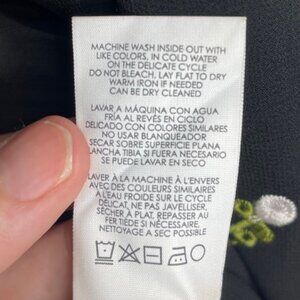 MACHINE WASH INSIDE OUT WITH
LIKE COLORS, IN COLD WATER
ON THE DELICATE CYCLE
DO NOT BLEACH, LAY FLAT TO DRY
WARM IRON IF NEEDED
CAN BE DRY CLEANED
LAVAR A MÁQUINA CON AGUA
FRÍA AL REVÉS EN CICLO
DELICADO CON COLORES SIMILARES
NO USAR BLANQUEADOR
SECAR SOBRE SUPERFICIE PLANA
PLANCHA TIBIA SI FUERA NECESARIO
SE PUEDE LAVAR EN SECO
LAVER À LA MACHINE À L'ENVERS
AVEC DES COULEURS SIMILAIRES
À L'EAU FROIDE SUR LE CYCLE
DÉLICAT, NE PAS JAVELLISER,
SÉCHER À PLAT, REPASSER AU
FER TIÈDE SI NÉCESSAIRE
NETTOYAGE A SEC POSSIBLE